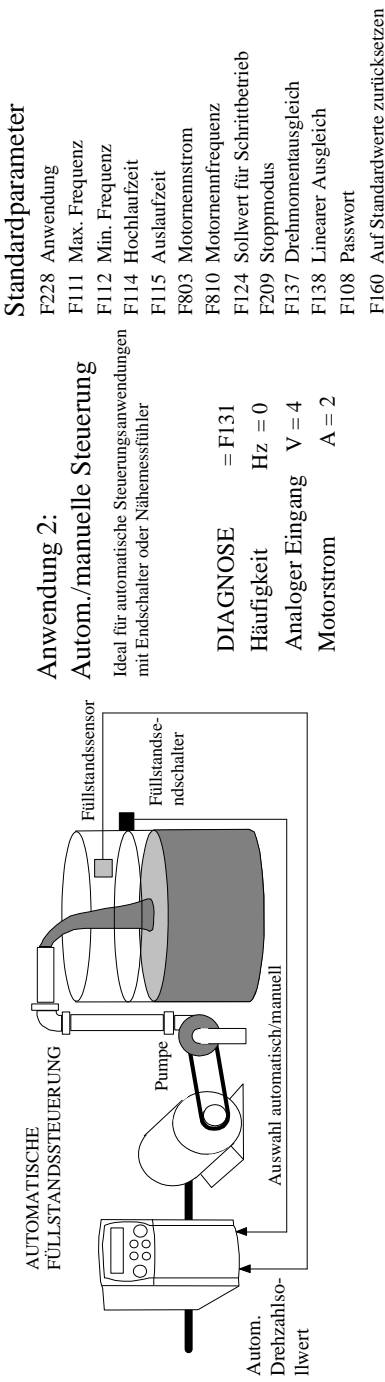 AUTOMATISCHE
FÜLLSTANDSSTEUERUNG
Pumpe
Füllstandssensor
Füllstandse-
ndschalter
Auswahl automatisch/manuell
Autom.
Drehzahlso-
llwert
Anwendung 2:
Autom./manuelle Steuerung
Ideal für automatische Steuerungsanwendungen
mit Endschalter oder Nähemessfühler
DIAGNOSE = F131
Häufigkeit Hz = 0
Analoger Eingang V = 4
Motorstrom A = 2
Standardparameter
F228 Anwendung
F111 Max. Frequenz
F112 Min. Frequenz
F114 Hochlaufzeit
F115 Auslaufzeit
F803 Motornennstrom
F810 Motornennfrequenz
F124 Sollwert für Schrittbetrieb
F209 Stoppmodus
F137 Drehmomentausgleich
F138 Linearer Ausgleich
F108 Passwort
F160 Auf Standardwerte zurücksetzen